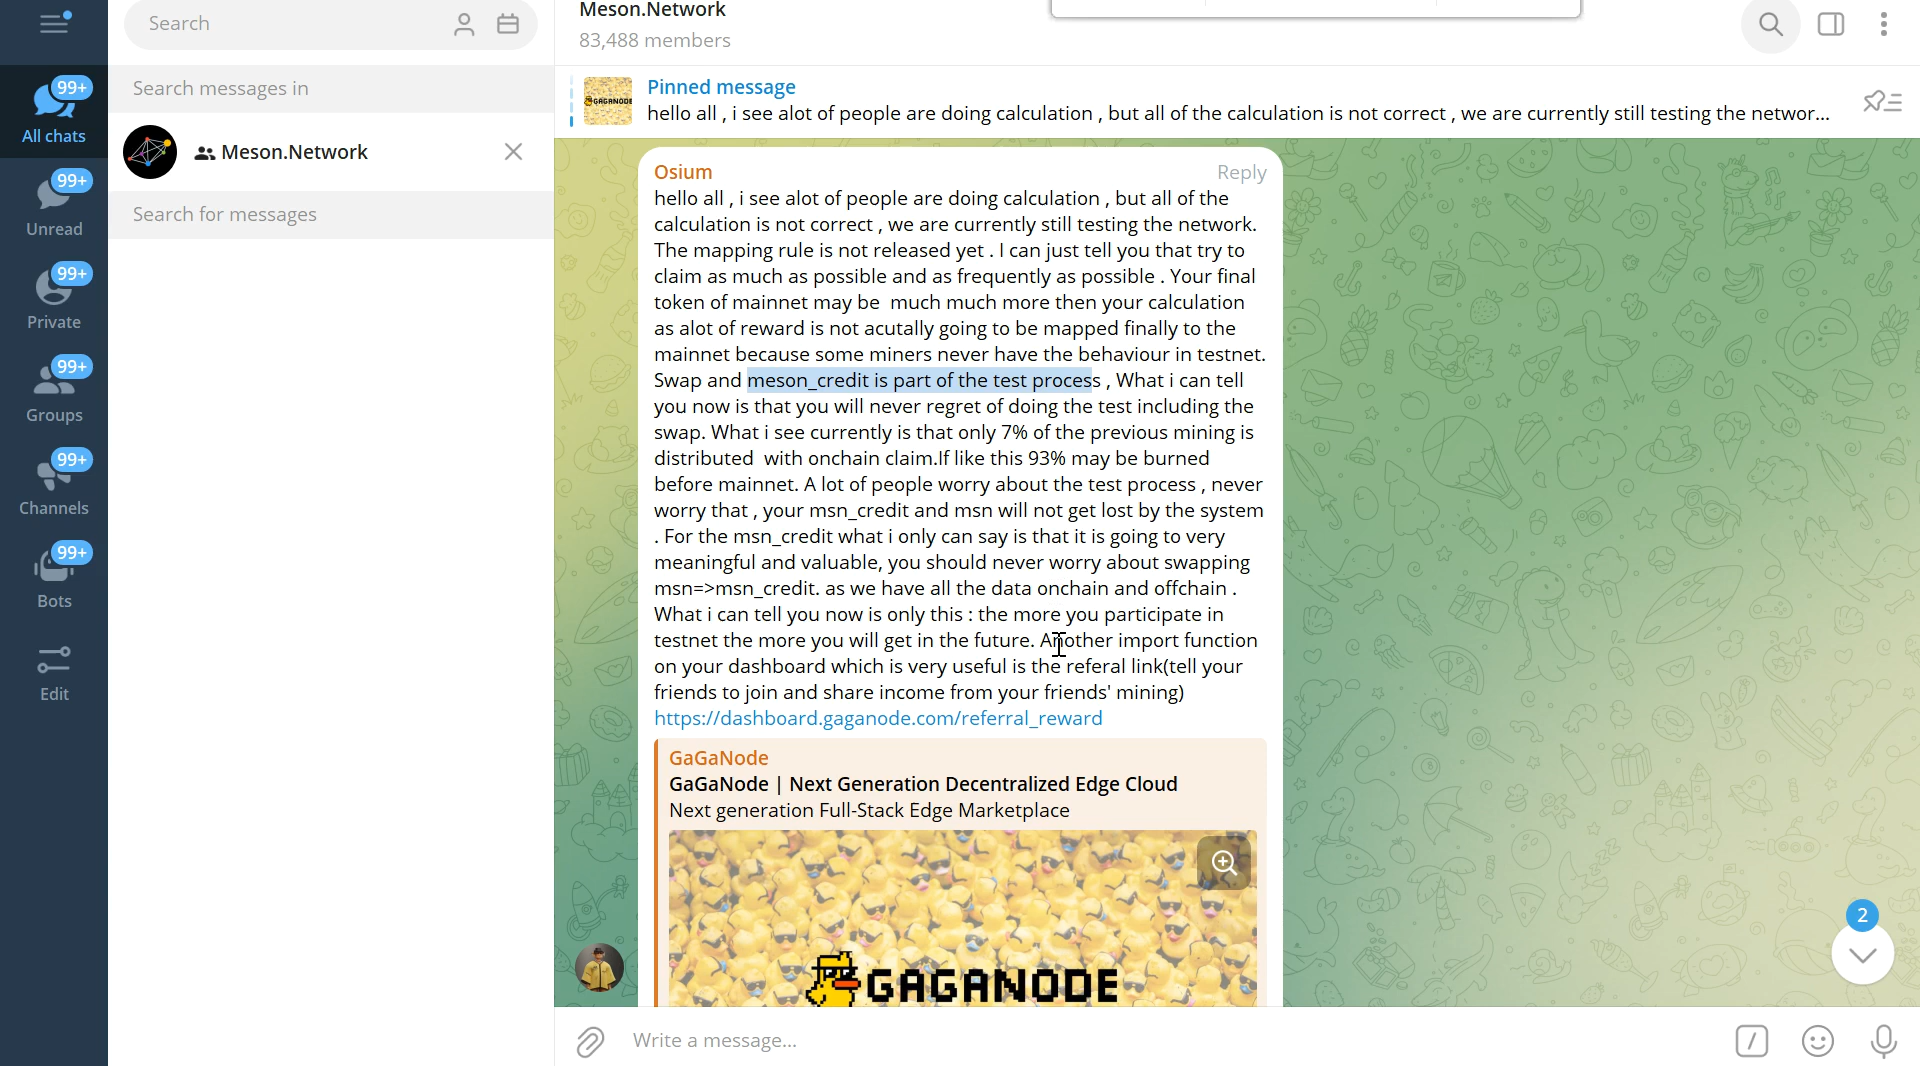 Search
99+
All chats
99+
Unread
99+
Private
99+
Groups
99+
Channels
99+
Bots
Edit
Search messages in
Meson.Network
Search for messages
Meson.Network
83,488 members
Pinned message
hello all , i see alot of people are doing calculation , but all of the calculation is not correct , we are currently still testing the networ...
Osium
Reply
hello all , i see alot of people are doing calculation , but all of the
calculation is not correct , we are currently still testing the network.
The mapping rule is not released yet . I can just tell you that try to
claim as much as possible and as frequently as possible . Your final
token of mainnet may be  much much more then your calculation
as alot of reward is not acutally going to be mapped finally to the
mainnet because some miners never have the behaviour in testnet.
Swap and meson_credit is part of the test process , What i can tell
you now is that you will never regret of doing the test including the
swap. What i see currently is that only 7% of the previous mining is
distributed  with onchain claim.If like this 93% may be burned
before mainnet. A lot of people worry about the test process , never
worry that , your msn_credit and msn will not get lost by the system
. For the msn_credit what i only can say is that it is going to very
meaningful and valuable, you should never worry about swapping
msn=>msn_credit. as we have all the data onchain and offchain .
What i can tell you now is only this : the more you participate in
testnet the more you will get in the future. Another import function
on your dashboard which is very useful is the referal link(tell your
friends to join and share income from your friends' mining)
https://dashboard.gaganode.com/referral_reward
GaGaNode
GaGaNode | Next Generation Decentralized Edge Cloud
Next generation Full-Stack Edge Marketplace
GAGANODE
2
Write a message...